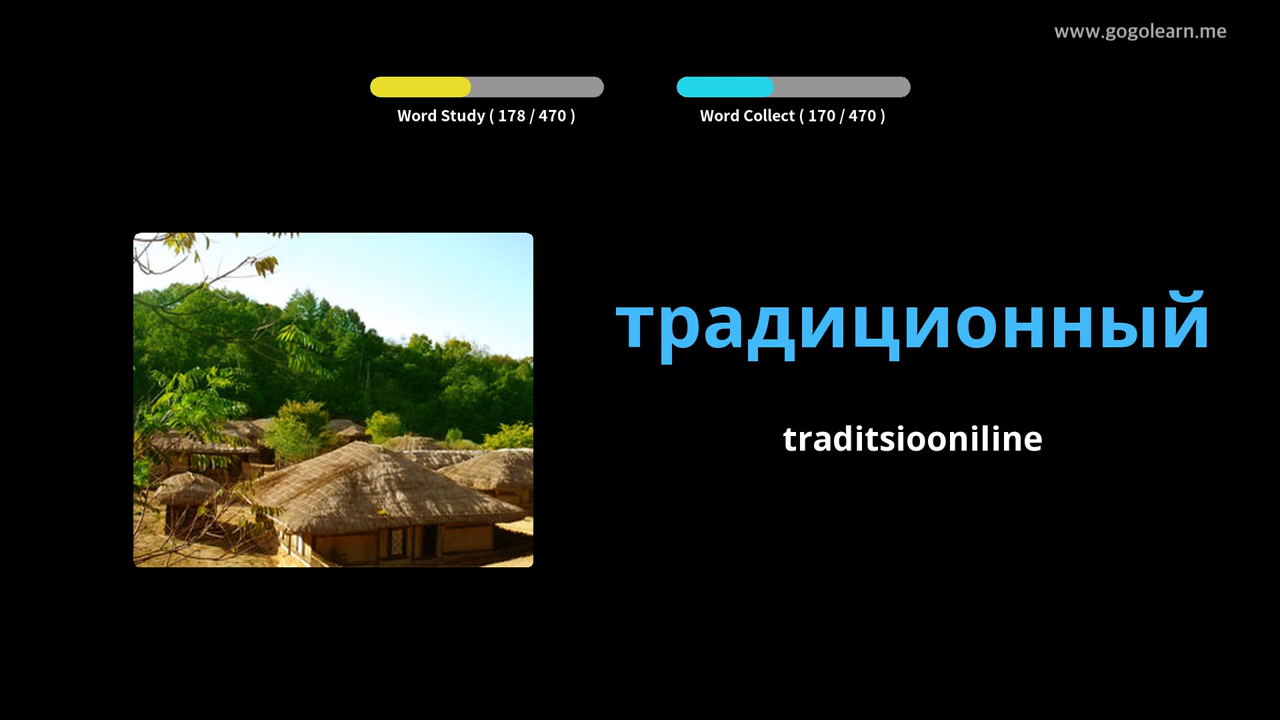 www.gogolearn.me
Word Study ( 178 / 470 )
Word Collect ( 170 / 470 )
традиционный
traditsiooniline